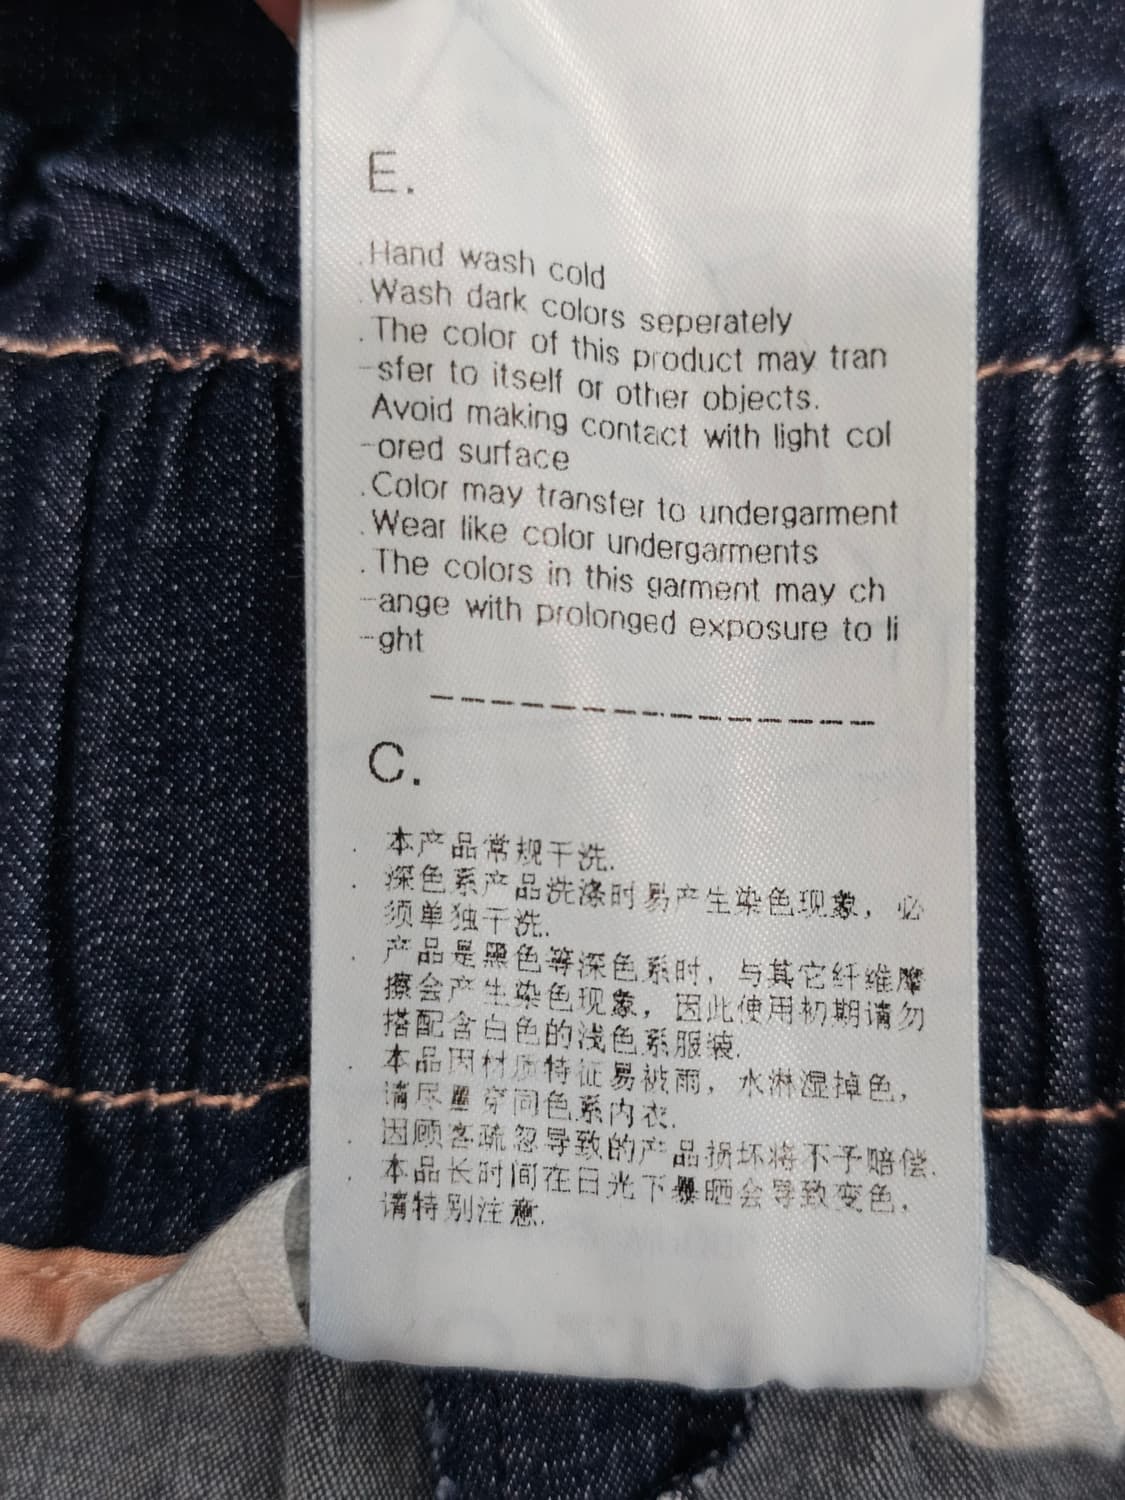 E.
.Hand wash cold
.Wash dark colors seperately
.The color of this product may tran
-sfer to itself or other objects.
Avoid making contact with light col
-ored surface
.Color may transfer to undergarment
.Wear like color undergarments
.The colors in this garment may ch
-ange with prolonged exposure to li
-ght
----------------
C.
. 本产品常规干洗.
. 深色系产品洗涤时易产生染色现象，必
须单独干洗.
. 产品是黑色等深色系时，与其它纤维摩
擦会产生染色现象，因此使用初期请勿
搭配含白色的浅色系服装.
. 本品因材质特征易被雨，水淋湿掉色，
请尽量穿同色系内衣.
. 因顾客疏忽导致的产品损坏将不予赔偿.
. 本品长时间在日光下暴晒会导致变色，
请特别注意.